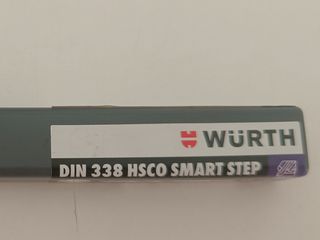 WÜRTH
DIN 338 HSCO SMART STEP